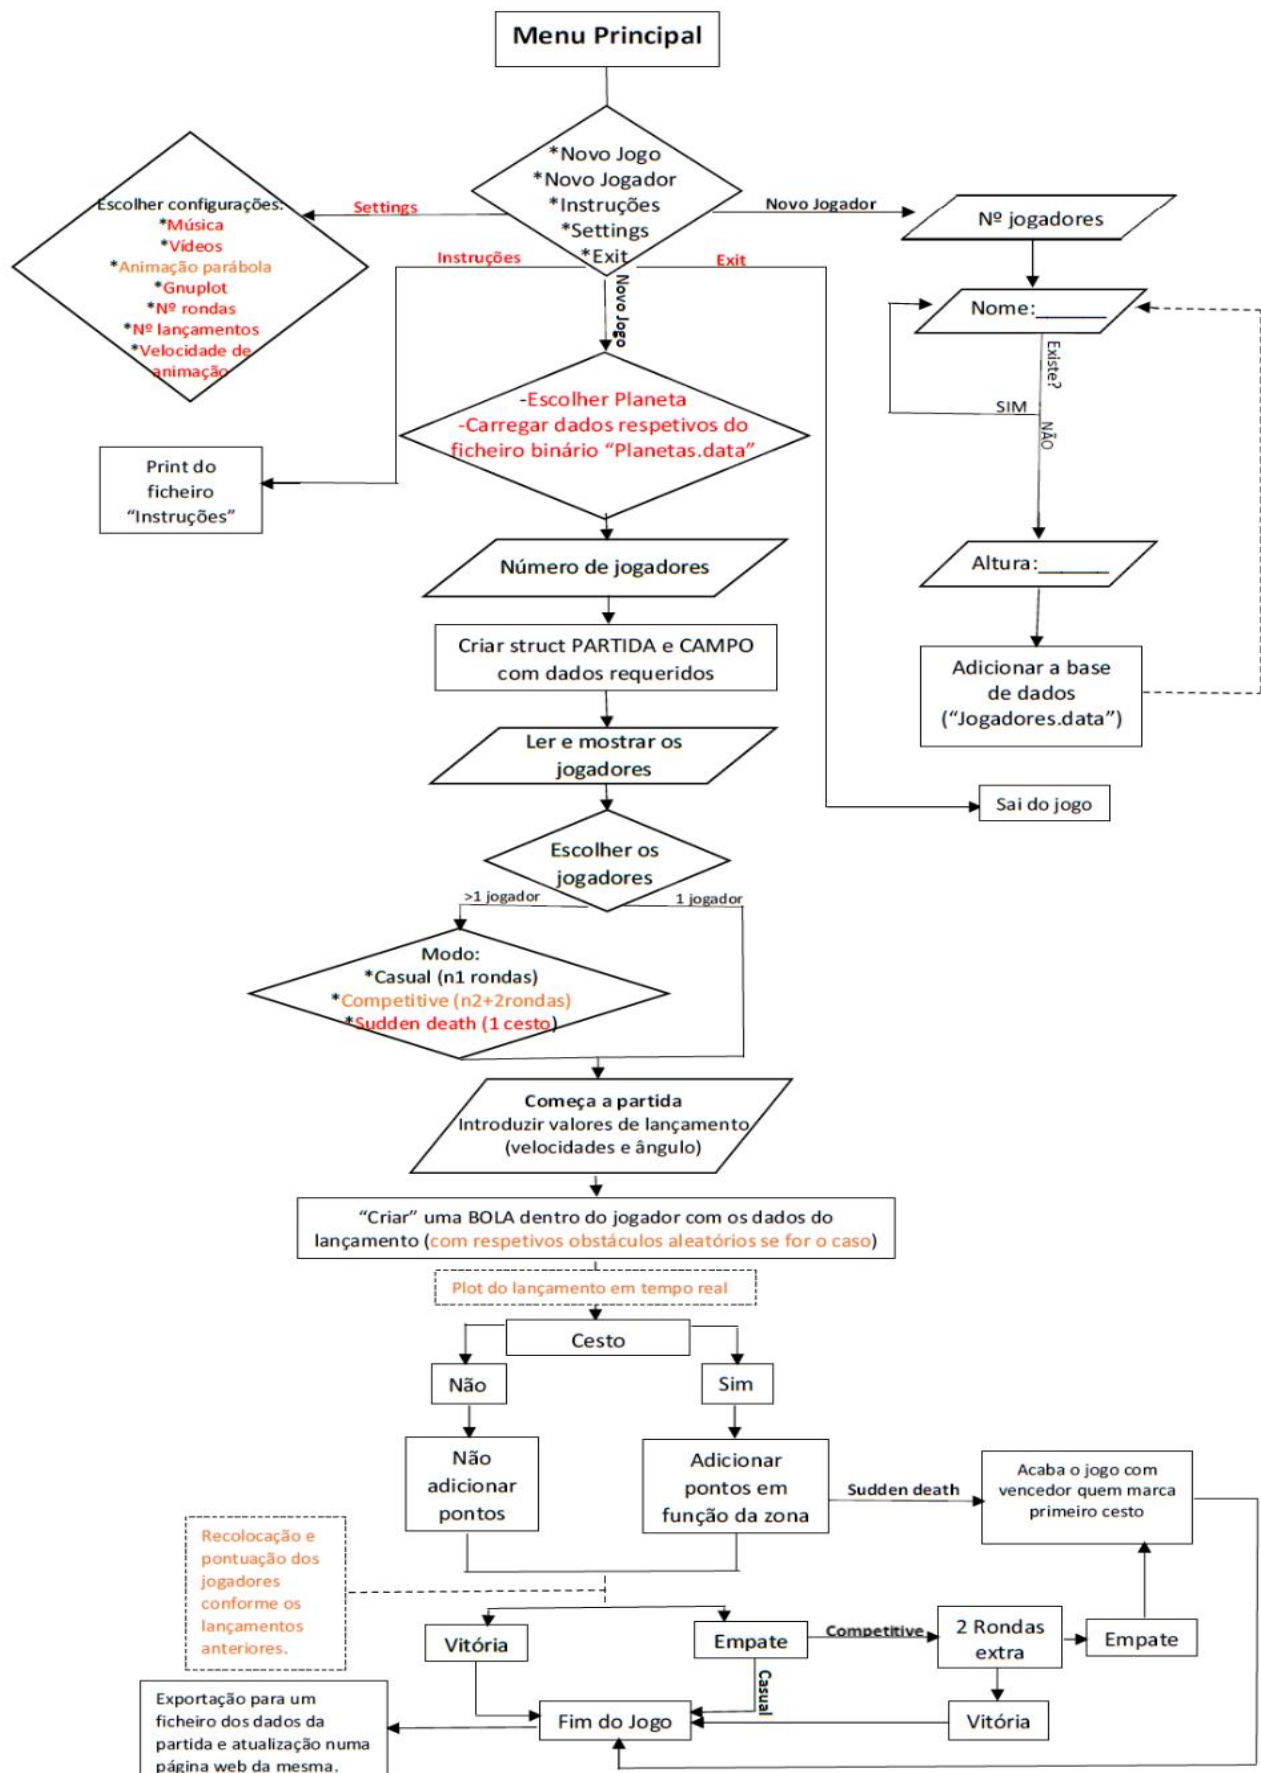 Menu Principal
*Novo Jogo
*Novo Jogador
*Instruções
*Settings
*Exit
Settings
Novo Jogador
Instruções
Exit
Novo Jogo
Escolher configurações:
*Música
*Vídeos
*Animação parábola
*Gnuplot
*Nº rondas
*Nº lançamentos
*Velocidade de
animação
Nº jogadores
Nome:_______
Existe?
SIM
NÃO
Altura:_______
Adicionar a base
de dados
("Jogadores.data")
Print do
ficheiro
"Instruções"
-Escolher Planeta
-Carregar dados respetivos do
ficheiro binário "Planetas.data"
Número de jogadores
Criar struct PARTIDA e CAMPO
com dados requeridos
Ler e mostrar os
jogadores
Sai do jogo
Escolher os
jogadores
>1 jogador
1 jogador
Modo:
*Casual (n1 rondas)
*Competitive (n2+2rondas)
*Sudden death (1 cesto)
Começa a partida
Introduzir valores de lançamento
(velocidades e ângulo)
"Criar" uma BOLA dentro do jogador com os dados do
lançamento (com respetivos obstáculos aleatórios se for o caso)
Plot do lançamento em tempo real
Cesto
Não
Sim
Não
adicionar
pontos
Adicionar
pontos em
função da zona
Sudden death
Acaba o jogo com
vencedor quem marca
primeiro cesto
Recolocação e
pontuação dos
jogadores
conforme os
lançamentos
anteriores.
Vitória
Empate
Competitive
2 Rondas
extra
Empate
Casual
Vitória
Fim do Jogo
Exportação para um
ficheiro dos dados da
partida e atualização numa
página web da mesma.